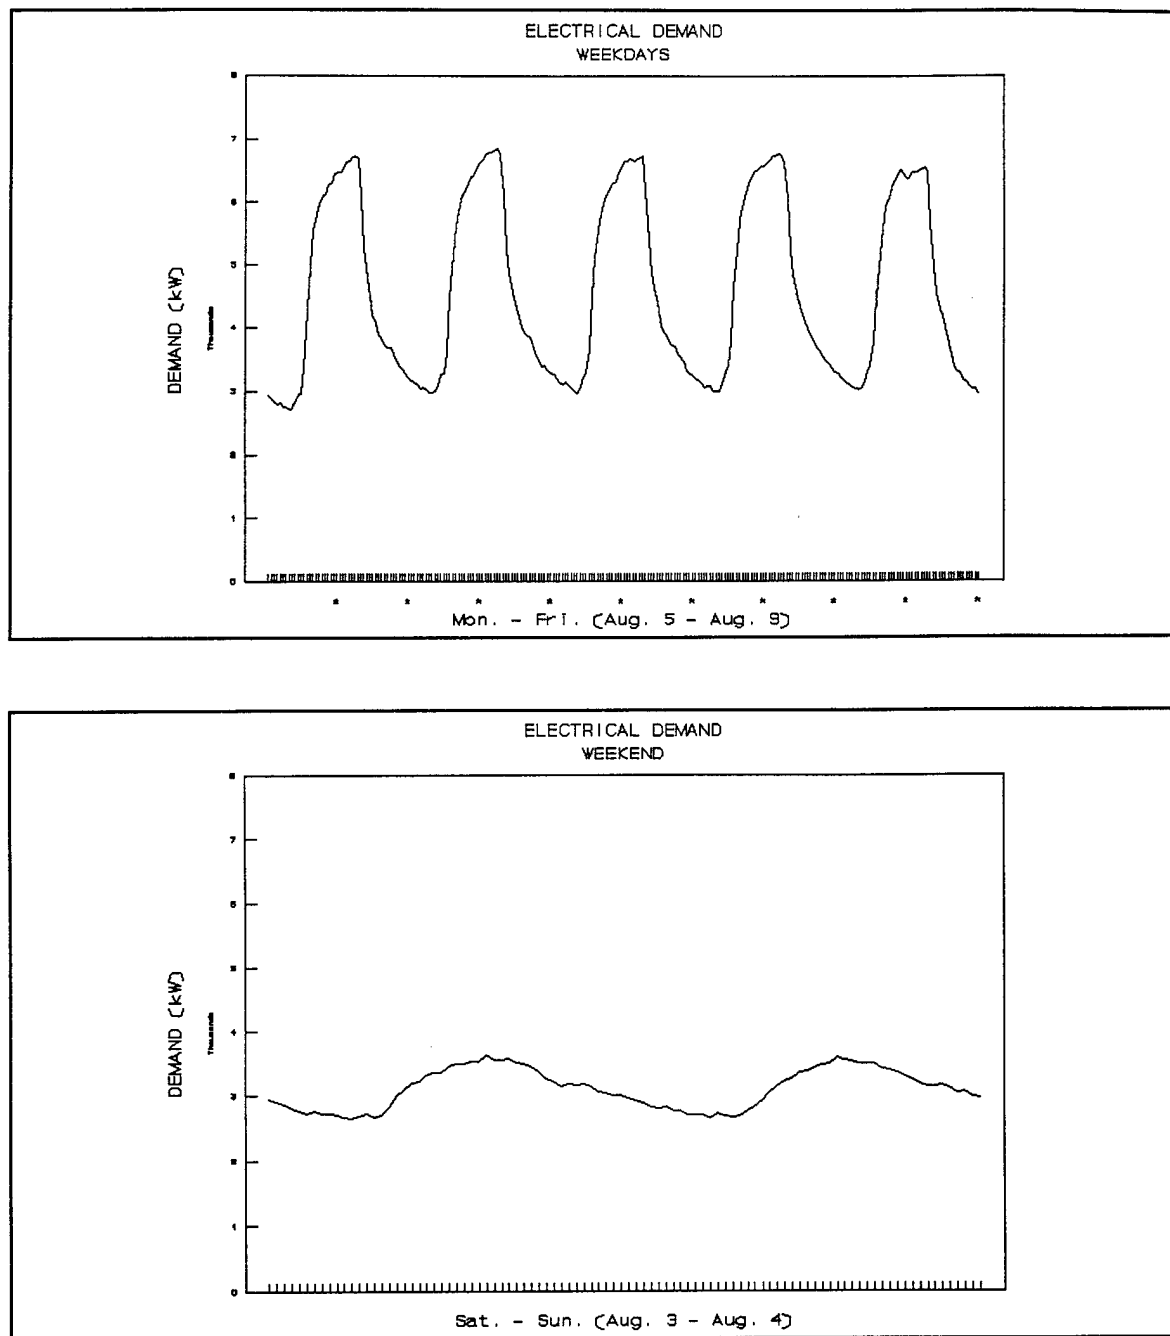 ELECTRICAL DEMAND
WEEKDAYS
8
7
6
5
4
3
2
1
0
DEMAND (kW)
Thousands
* * * * * * * * * *
Mon. - Fri. (Aug. 5 - Aug. 9)
ELECTRICAL DEMAND
WEEKEND
8
7
6
5
4
3
2
1
0
DEMAND (kW)
Thousands
Sat. - Sun. (Aug. 3 - Aug. 4)